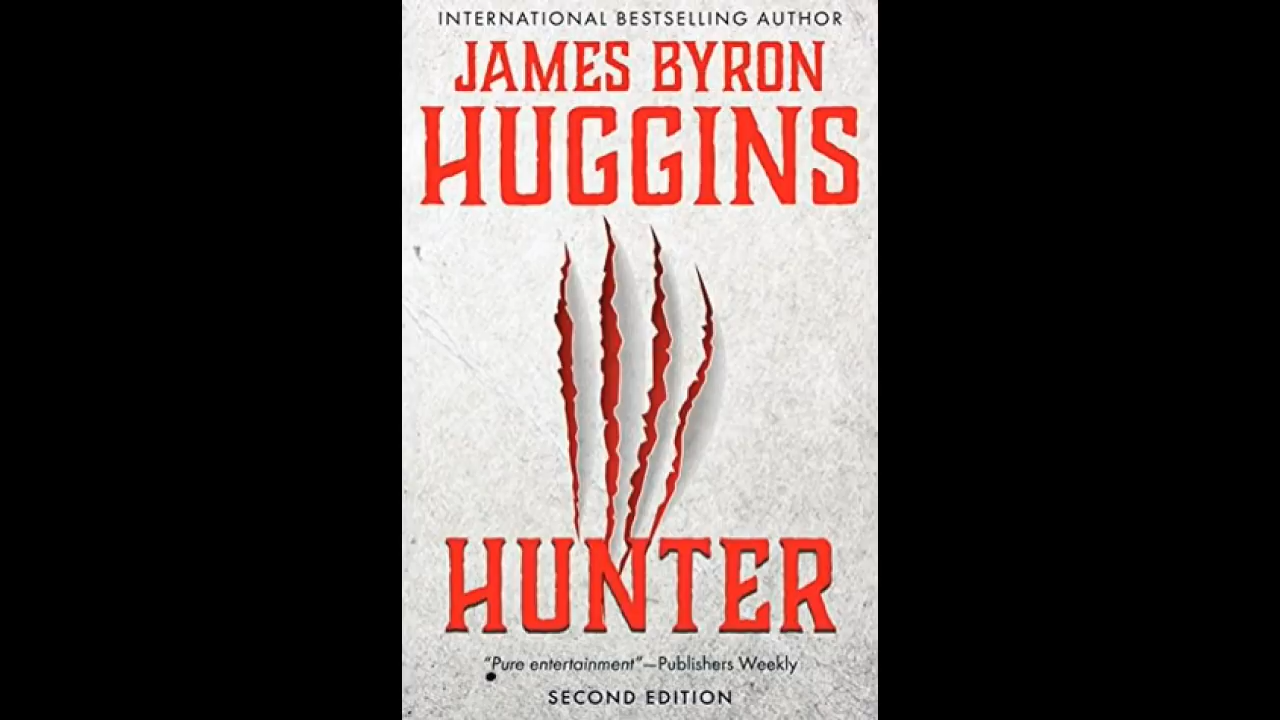 INTERNATIONAL BESTSELLING AUTHOR
JAMES BYRON
HUGGINS
HUNTER
“Pure entertainment”—Publishers Weekly
SECOND EDITION